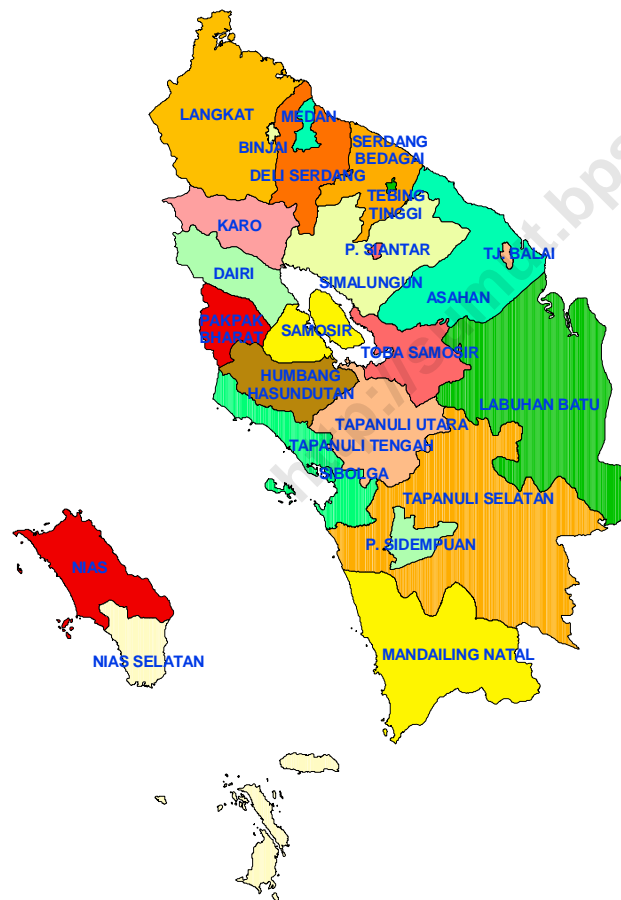 LANGKAT
MEDAN
BINJAI
SERDANG
BEDAGAI
DELI SERDANG
TEBING
TINGGI
KARO
P. SIANTAR
TJ. BALAI
DAIRI
SIMALUNGUN
ASAHAN
PAKPAK
BHARAT
SAMOSIR
TOBA SAMOSIR
HUMBANG
HASUNDUTAN
LABUHAN BATU
TAPANULI UTARA
TAPANULI TENGAH
SIBOLGA
TAPANULI SELATAN
P. SIDEMPUAN
NIAS
MANDAILING NATAL
NIAS SELATAN